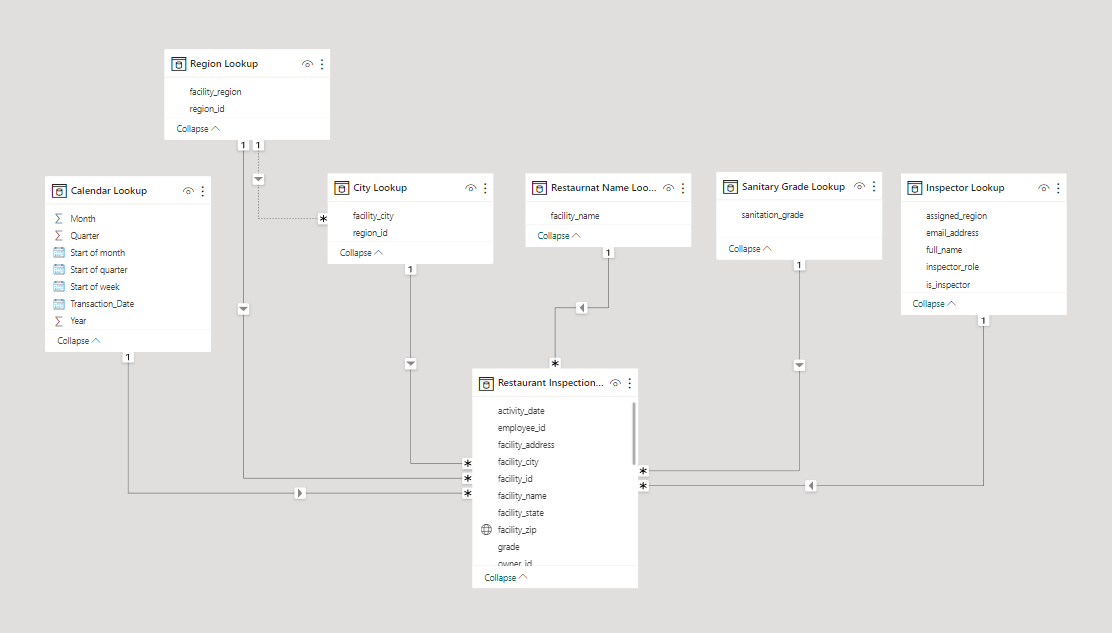 Region Lookup
facility_region
region_id
Collapse
1
1
Calendar Lookup
Month
Quarter
Start of month
Start of quarter
Start of week
Transaction_Date
Year
Collapse
1
City Lookup
facility_city
region_id
Collapse
*
1
Restaurnat Name Loo...
facility_name
Collapse
1
Sanitary Grade Lookup
sanitation_grade
Collapse
1
Inspector Lookup
assigned_region
email_address
full_name
inspector_role
is_inspector
Collapse
1
*
Restaurant Inspection...
activity_date
employee_id
facility_address
facility_city
facility_id
facility_name
facility_state
facility_zip
grade
owner_id
Collapse
*
*
*
*
*